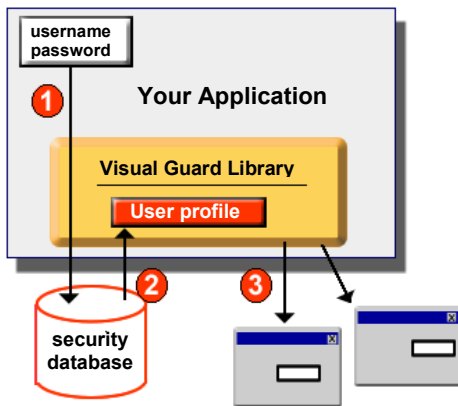 username
password
1
Your Application
Visual Guard Library
User profile
2
3
security
database
X
X